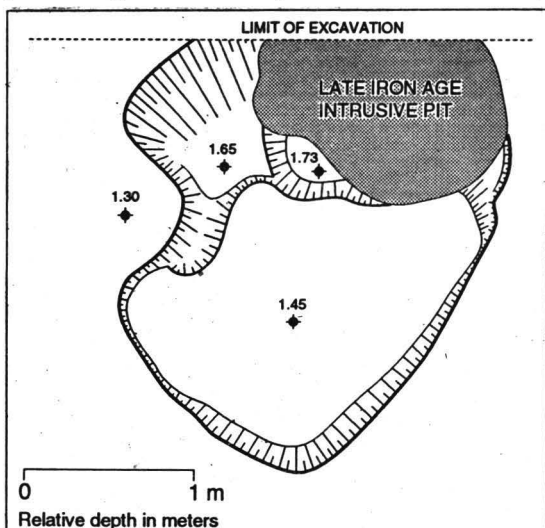 LIMIT OF EXCAVATION
LATE IRON AGE
INTRUSIVE PIT
1.65
1.73
1.30
1.45
0 1 m
Relative depth in meters